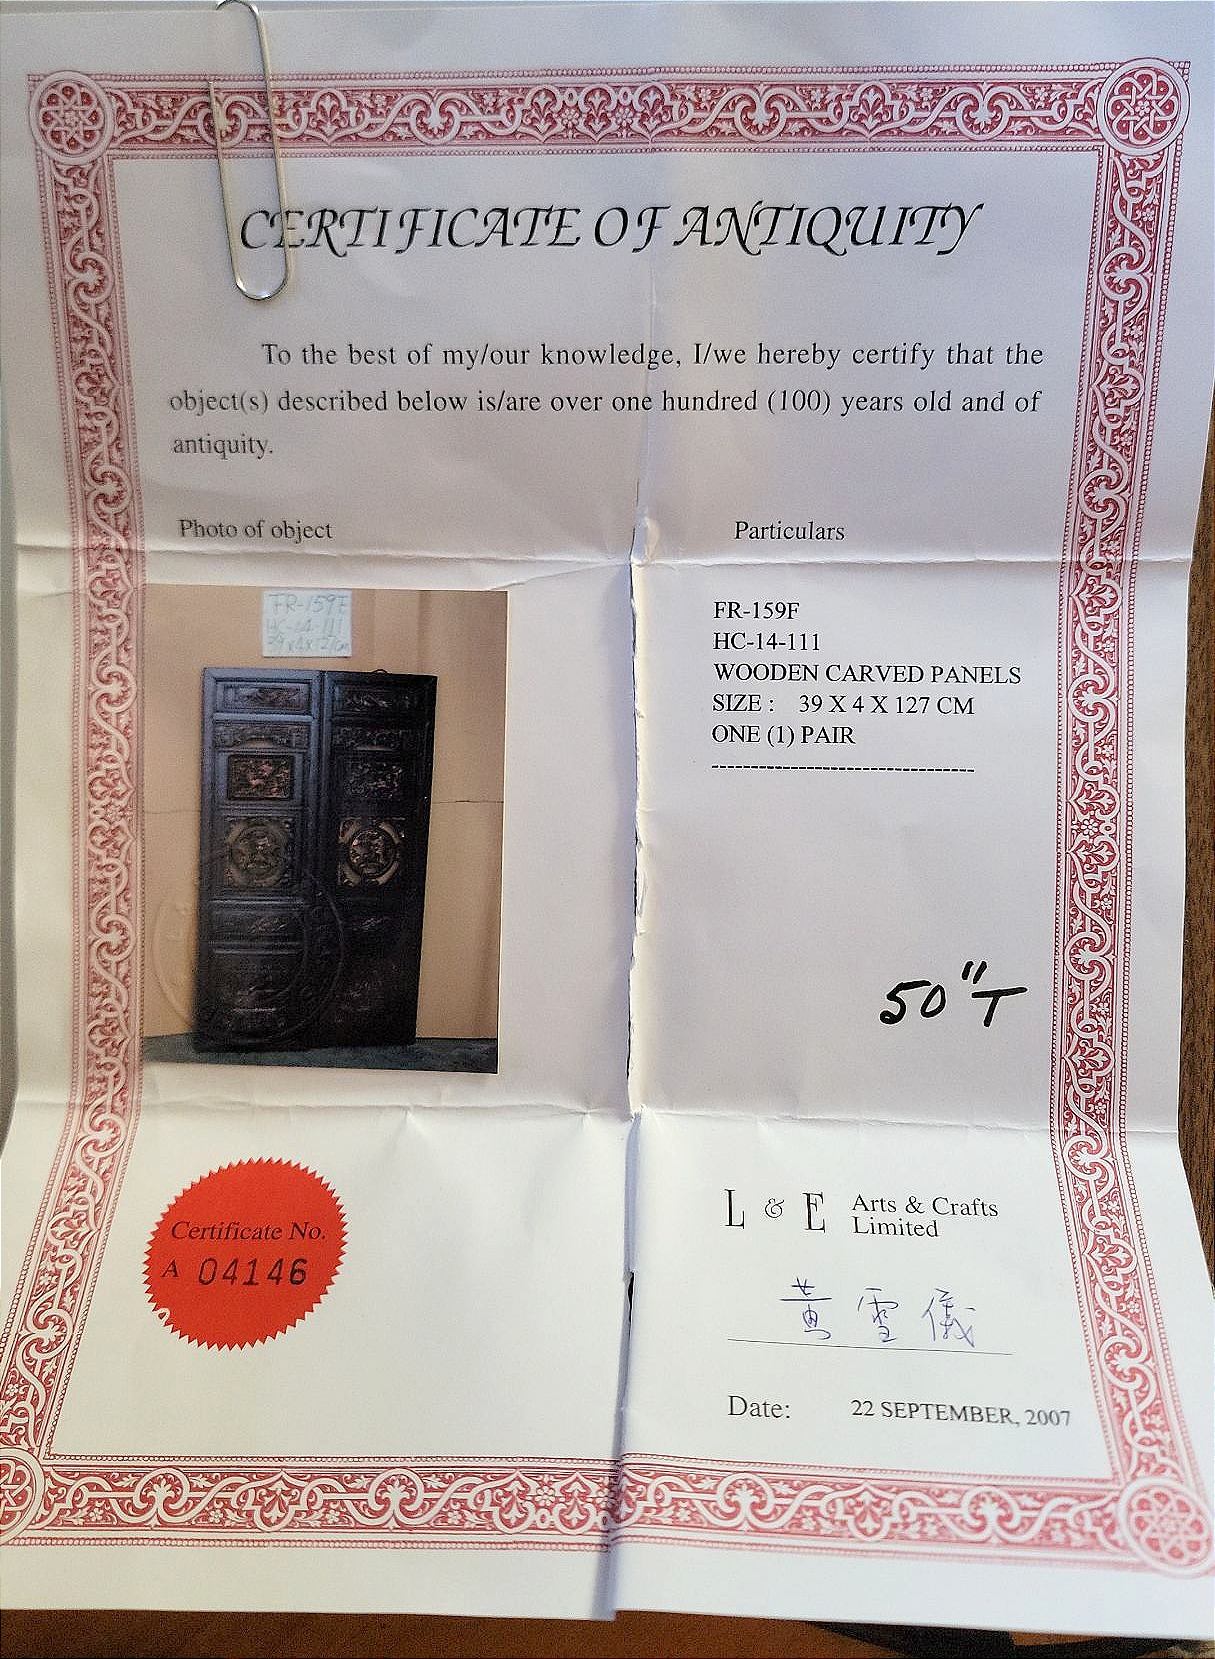 CERTIFICATE OF ANTIQUITY
To the best of my/our knowledge, I/we hereby certify that the
object(s) described below is/are over one hundred (100) years old and of
antiquity.
Photo of object
Particulars
FR-159F
HC-14-111
39x4x127cm
FR-159F
HC-14-111
WOODEN CARVED PANELS
SIZE : 39 X 4 X 127 CM
ONE (1) PAIR
---------------------------------
50"T
Certificate No.
A 04146
L & E Arts & Crafts
Limited
黄雪儀
Date: 22 SEPTEMBER, 2007